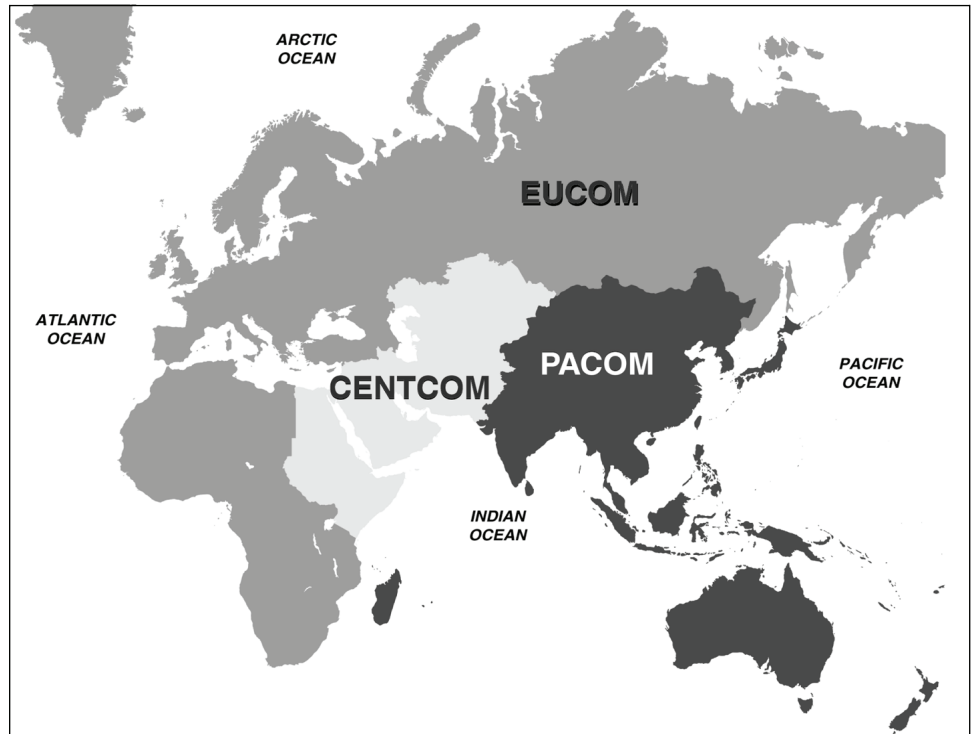 ARCTIC
OCEAN
EUCOM
ATLANTIC
OCEAN
PACOM
CENTCOM
PACIFIC
OCEAN
INDIAN
OCEAN